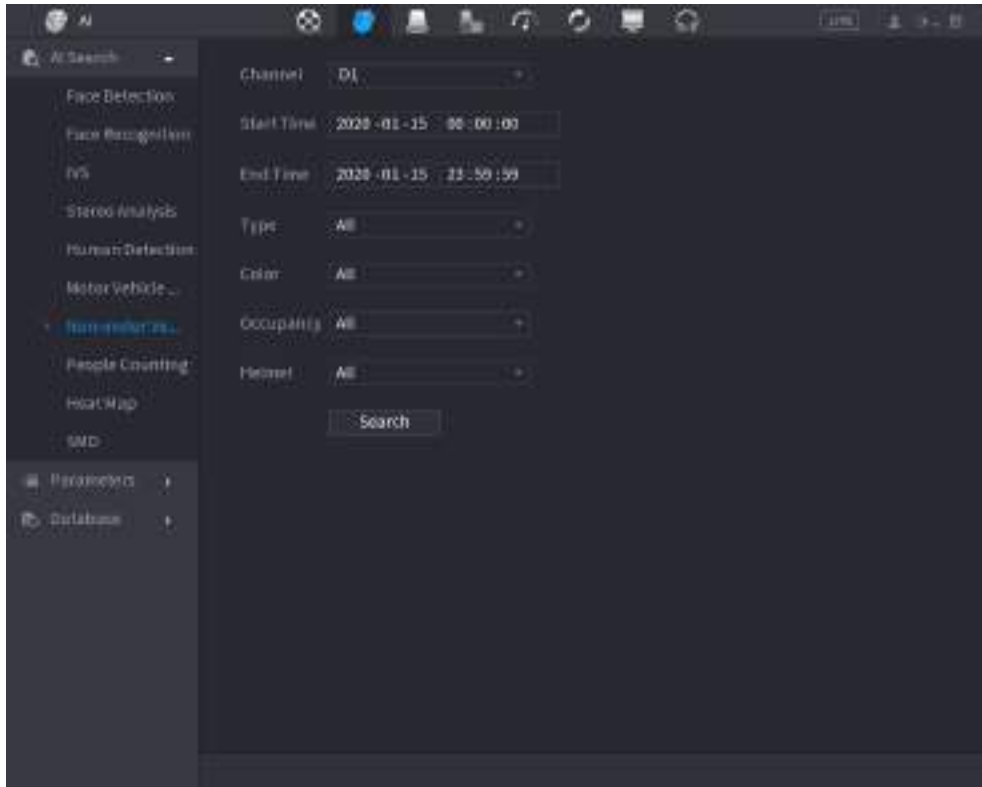 AI
LIVE
AI Search
Face Detection
Face Recognition
IVS
Stereo Analysis
Human Detection
Motor Vehicle ...
People Counting
Heat Map
SMD
Parameters
Database
Channel D1
Start Time 2020 -01 -15 00 : 00 : 00
End Time 2020 -01 -15 23 : 59 : 59
Type All
Color All
Occupancy All
Helmet All
Search